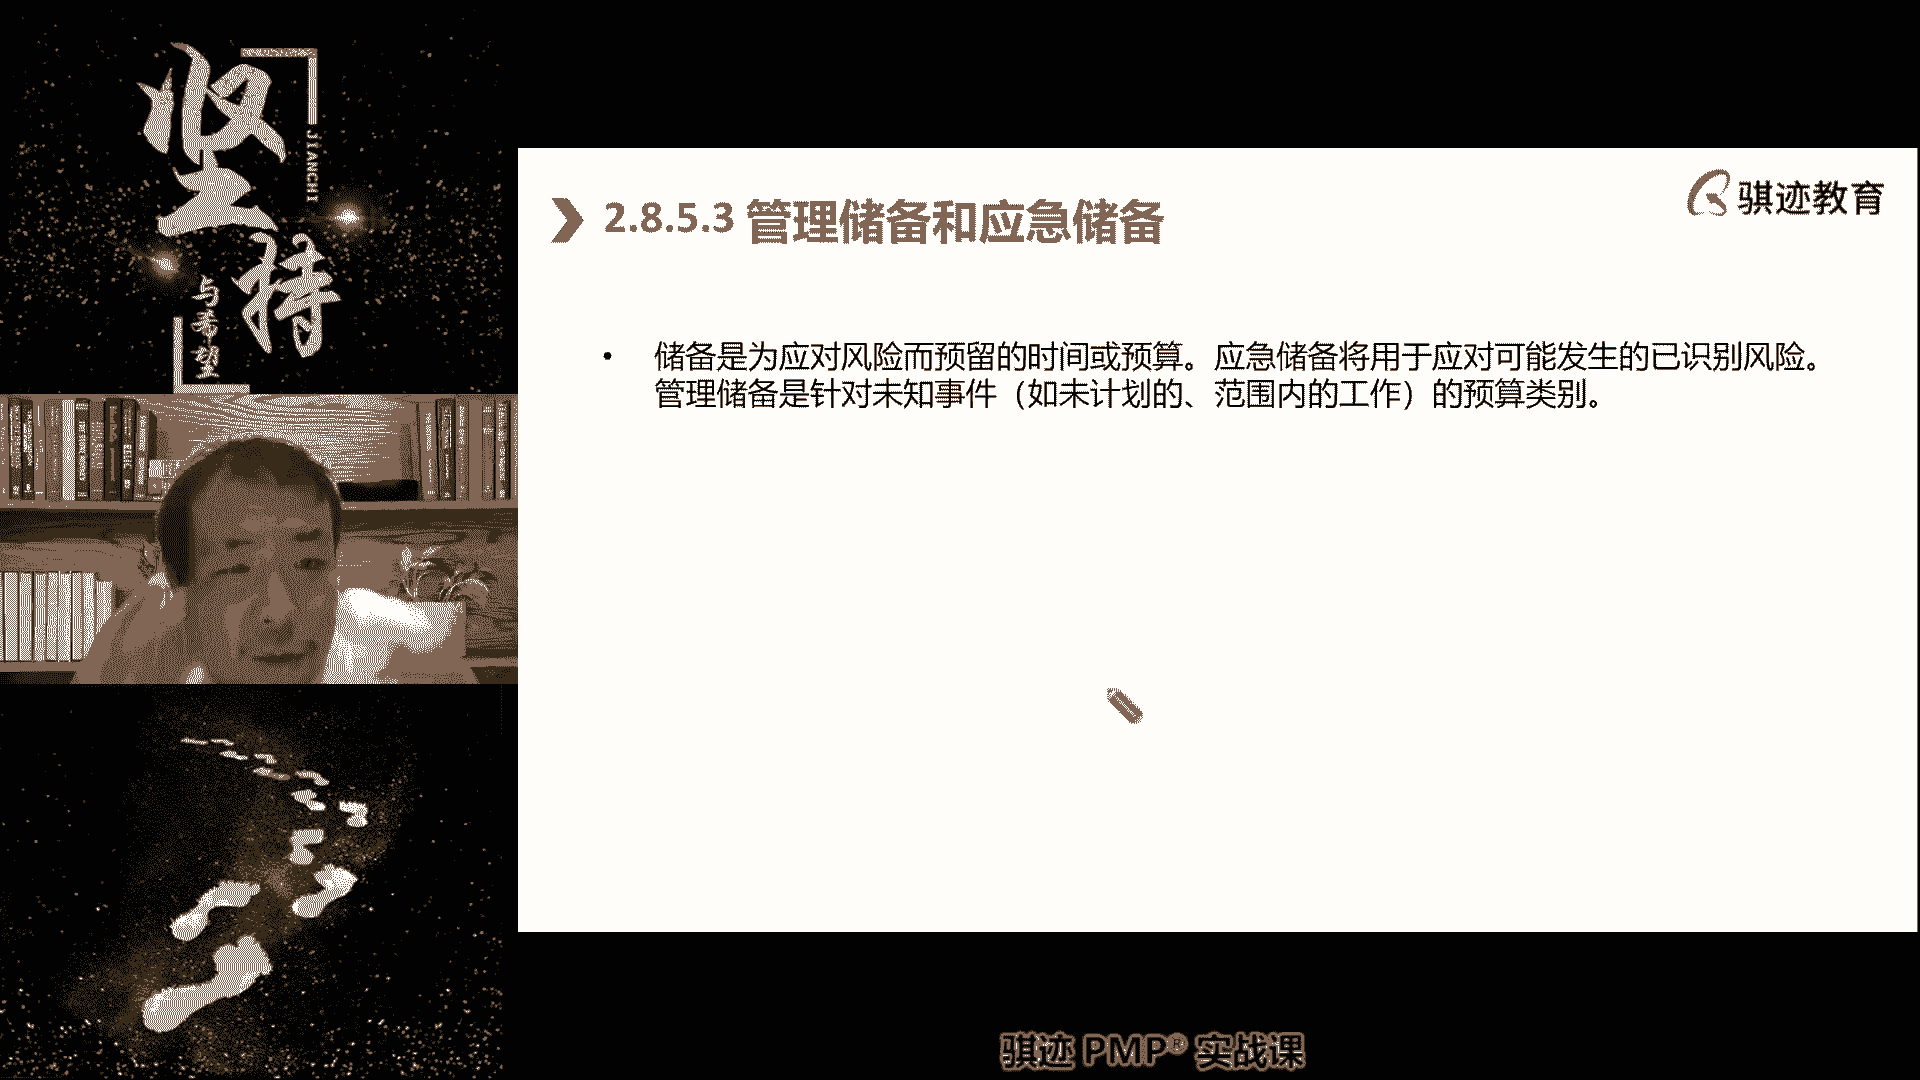 坚持
JIANCHI
与希望
骐迹教育
2.8.5.3 管理储备和应急储备
• 储备是为应对风险而预留的时间或预算。应急储备将用于应对可能发生的已识别风险。
管理储备是针对未知事件（如未计划的、范围内的工作）的预算类别。
骐迹 PMP® 实战课